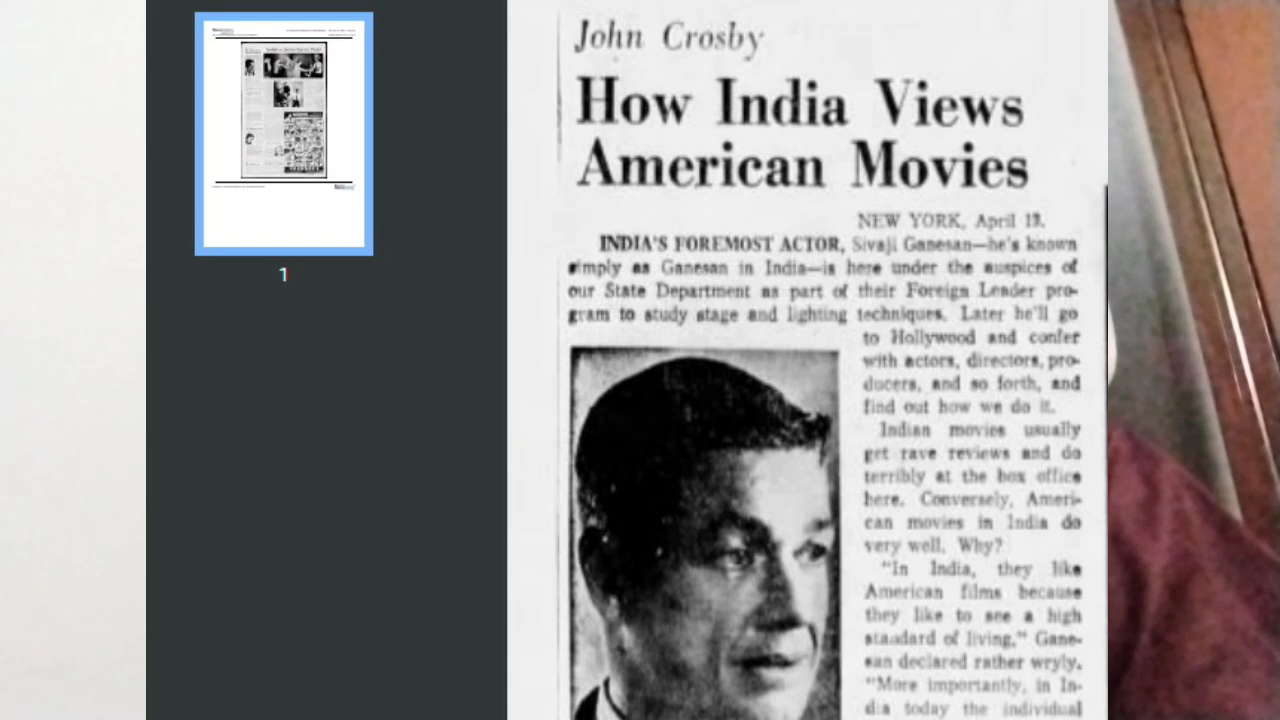 1
John Crosby
How India Views
American Movies
NEW YORK, April 19.
INDIA'S FOREMOST ACTOR, Sivaji Ganesan—he's known
simply as Ganesan in India—is here under the auspices of
our State Department as part of their Foreign Leader pro-
gram to study stage and lighting techniques. Later he'll go
to Hollywood and confer
with actors, directors, pro-
ducers, and so forth, and
find out how we do it.
Indian movies usually
get rave reviews and do
terribly at the box office
here. Conversely, Ameri-
can movies in India do
very well. Why?
"In India, they like
American films because
they like to see a high
standard of living," Gane-
san declared rather wryly.
"More importantly, in In-
dia today the individual